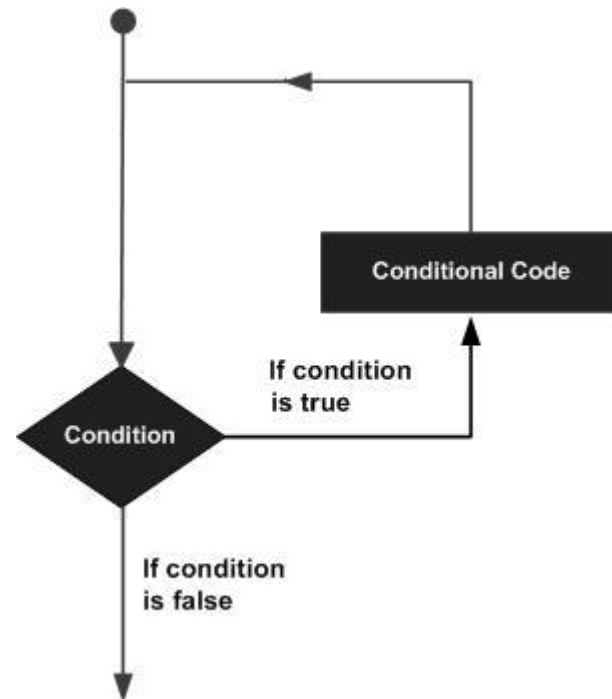 Conditional Code
If condition
is true
Condition
If condition
is false